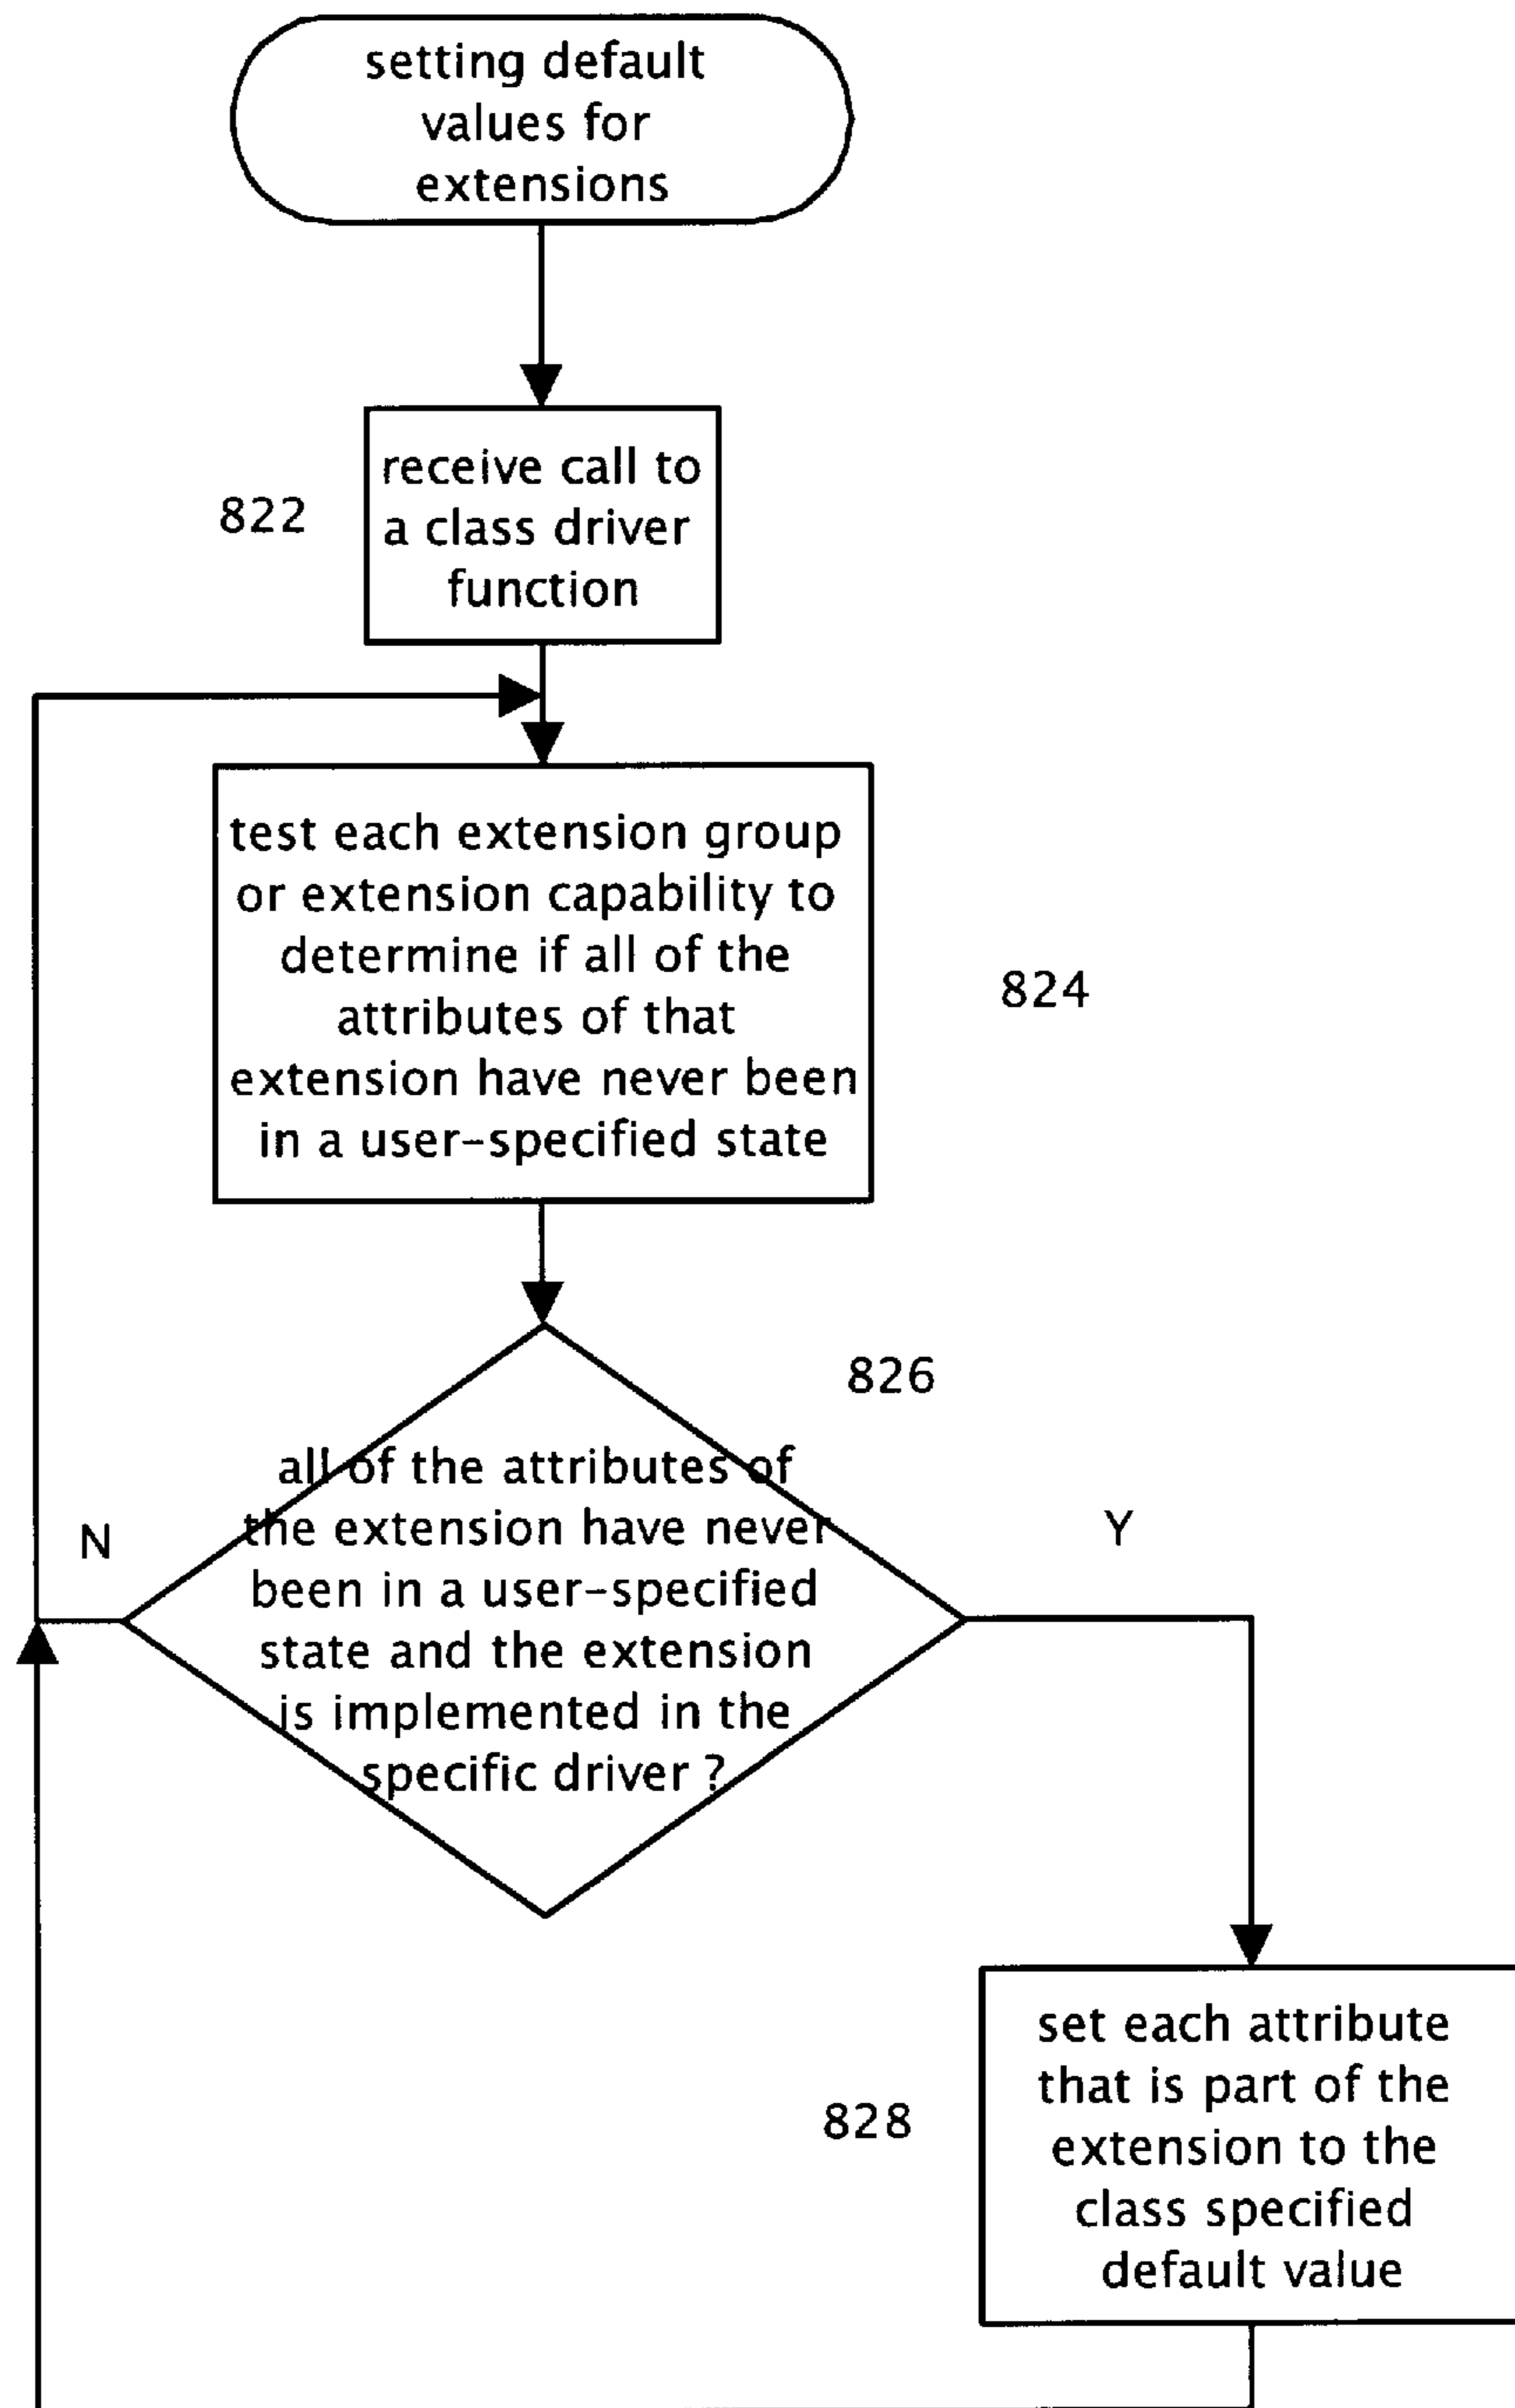 setting default
values for
extensions
822
receive call to
a class driver
function
test each extension group
or extension capability to
determine if all of the
attributes of that
extension have never been
in a user-specified state
824
826
all of the attributes of
the extension have never
been in a user-specified
state and the extension
is implemented in the
specific driver ?
N
Y
828
set each attribute
that is part of the
extension to the
class specified
default value